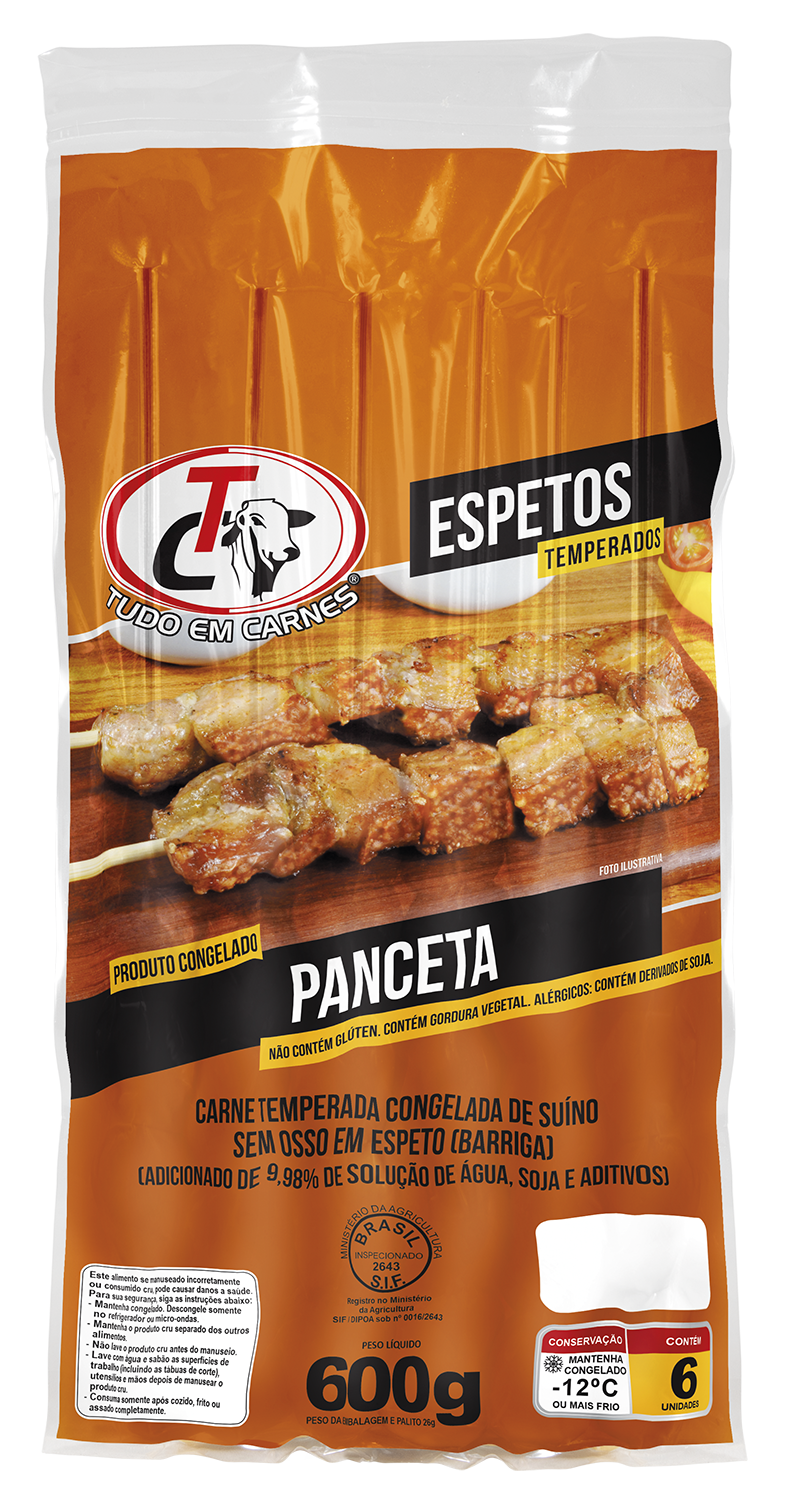 ESPETOS
TEMPERADOS
TC
TUDO EM CARNES®
FOTO ILUSTRATIVA
PRODUTO CONGELADO
PANCETA
NÃO CONTÉM GLÚTEN. CONTÉM GORDURA VEGETAL. ALÉRGICOS: CONTÉM DERIVADOS DE SOJA.
CARNE TEMPERADA CONGELADA DE SUÍNO
SEM OSSO EM ESPETO (BARRIGA)
(ADICIONADO DE 9,98% DE SOLUÇÃO DE ÁGUA, SOJA E ADITIVOS)
MINISTÉRIO DA AGRICULTURA
BRASIL
INSPECIONADO
2643
S.I.F.
Registro no Ministério
da Agricultura
SIF/DIPOA sob nº 0016/2643
PESO LÍQUIDO
600g
PESO DA EMBALAGEM E PALITO 26g
Este alimento se manuseado incorretamente
ou consumido cru, pode causar danos a saúde.
Para sua segurança, siga as instruções abaixo:
- Mantenha congelado. Descongele somente
no refrigerador ou micro-ondas.
- Mantenha o produto cru separado dos outros
alimentos.
- Não lave o produto cru antes do manuseio.
- Lave com água e sabão as superfícies de
trabalho (incluindo as tábuas de corte),
utensílios e mãos depois de manusear o
produto cru.
- Consuma somente após cozido, frito ou
assado completamente.
CONSERVAÇÃO
MANTENHA
CONGELADO
-12ºC
OU MAIS FRIO
CONTÉM
6
UNIDADES